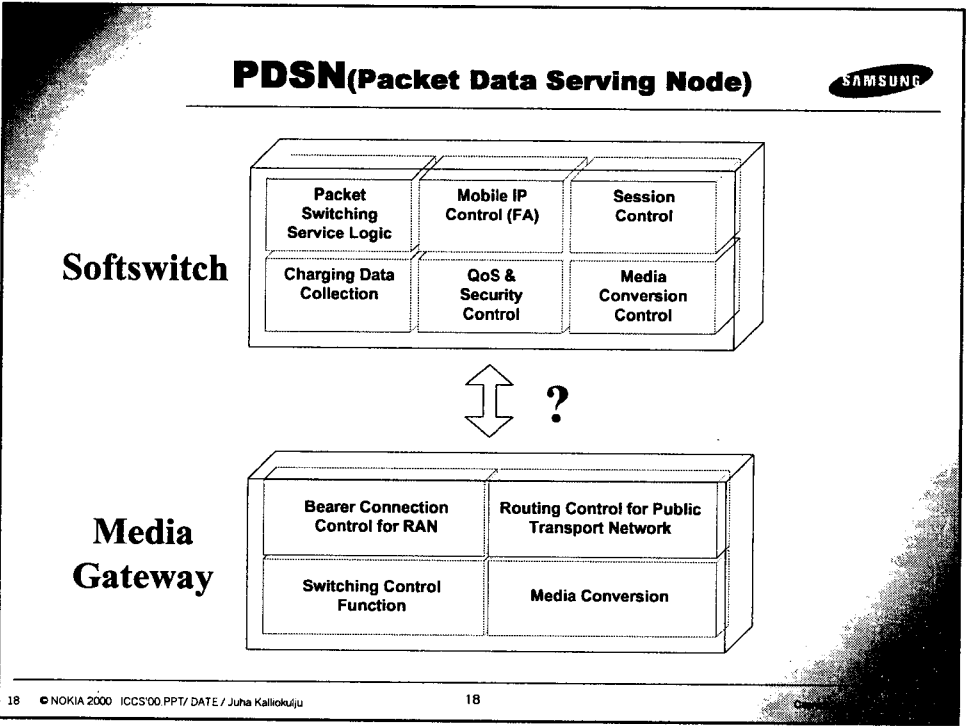 PDSN(Packet Data Serving Node)
SAMSUNG
Softswitch
Packet
Switching
Service Logic
Mobile IP
Control (FA)
Session
Control
Charging Data
Collection
QoS &
Security
Control
Media
Conversion
Control
?
Media
Gateway
Bearer Connection
Control for RAN
Routing Control for Public
Transport Network
Switching Control
Function
Media Conversion
18 © NOKIA 2000 ICCS'00.PPT/ DATE / Juha Kalliokulju
18